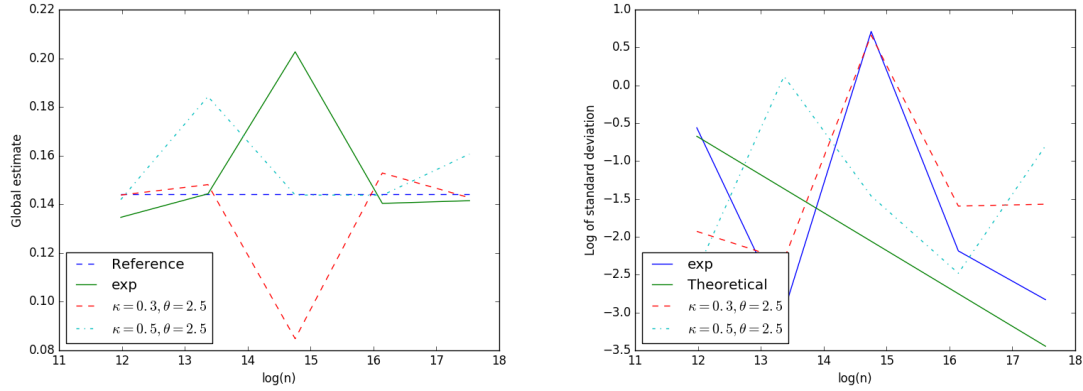 0.22
0.20
0.18
0.16
0.14
0.12
0.10
0.08
Global estimate
11 12 13 14 15 16 17 18
log(n)
Reference
exp
κ = 0.3, θ = 2.5
κ = 0.5, θ = 2.5
1.0
0.5
0.0
−0.5
−1.0
−1.5
−2.0
−2.5
−3.0
−3.5
Log of standard deviation
11 12 13 14 15 16 17 18
log(n)
exp
Theoretical
κ = 0.3, θ = 2.5
κ = 0.5, θ = 2.5